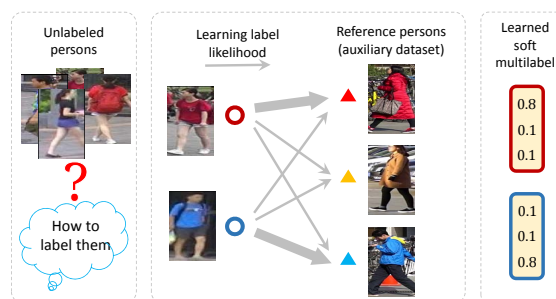 Unlabeled
persons
?
How to
label them
Learning label
likelihood
Reference persons
(auxiliary dataset)
Learned
soft
multilabel
0.8
0.1
0.1
0.1
0.1
0.8